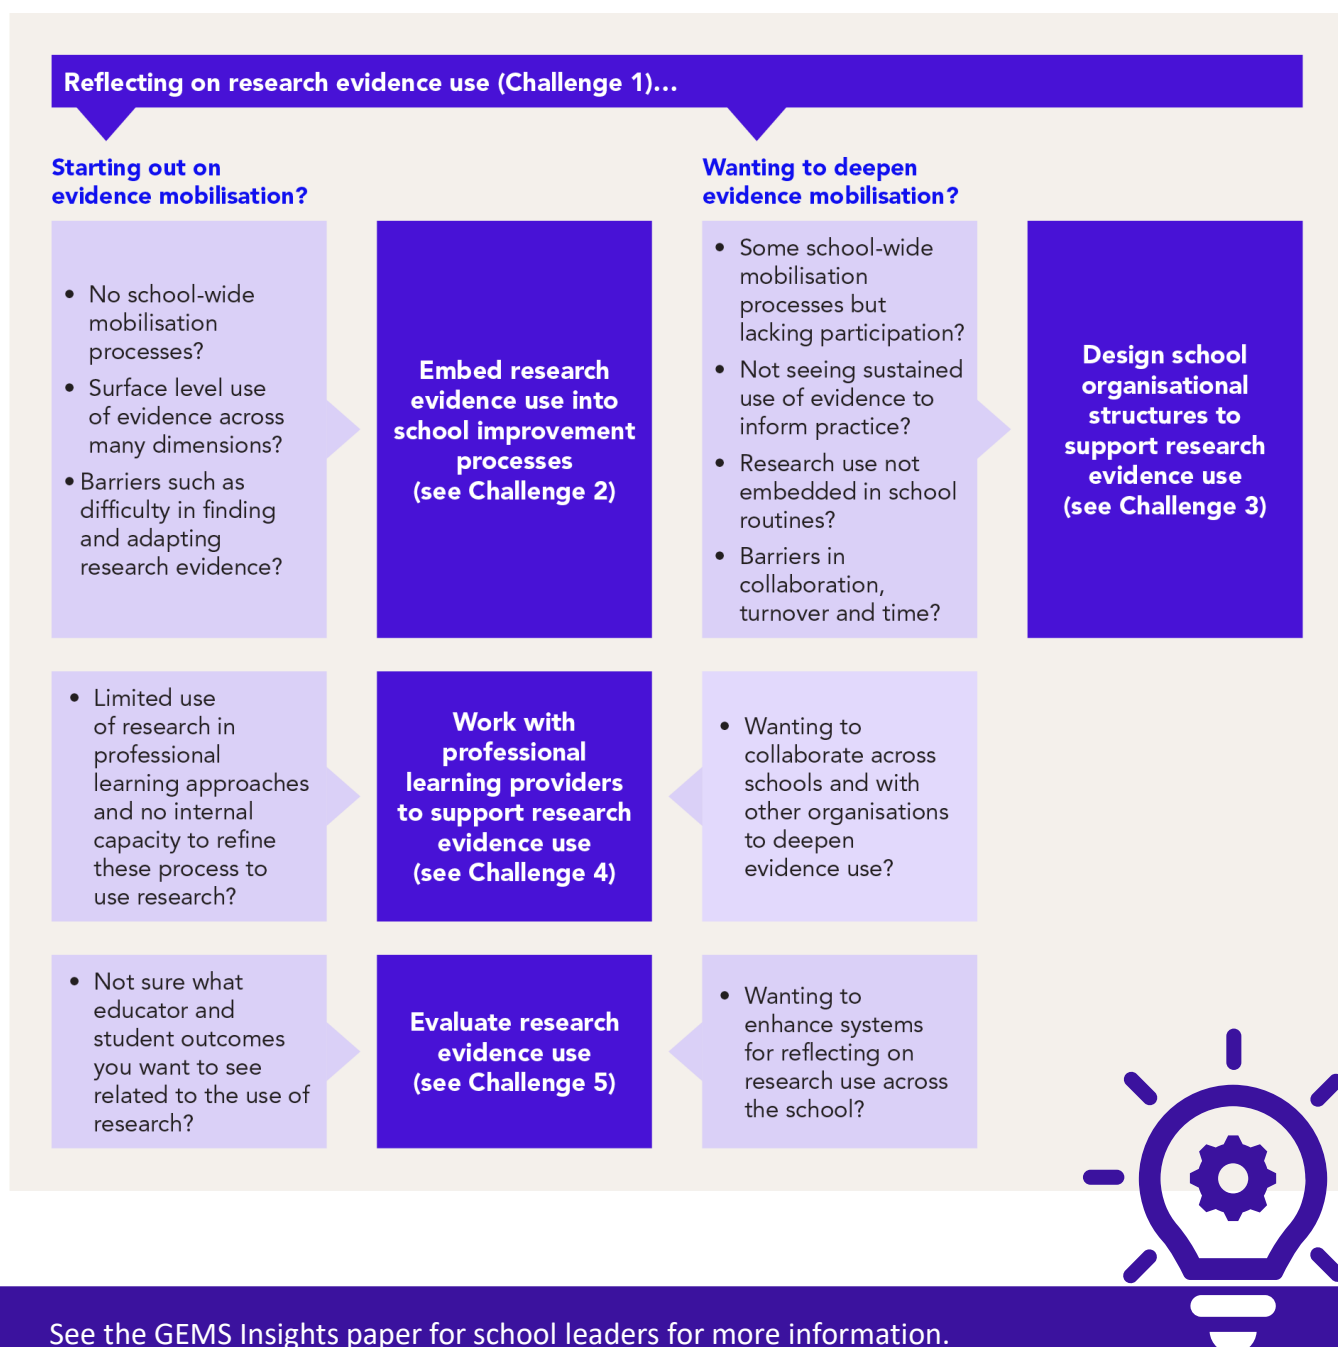 Reflecting on research evidence use (Challenge 1)...
Starting out on
evidence mobilisation?
• No school-wide
mobilisation
processes?
• Surface level use
of evidence across
many dimensions?
• Barriers such as
difficulty in finding
and adapting
research evidence?
Embed research
evidence use into
school improvement
processes
(see Challenge 2)
Wanting to deepen
evidence mobilisation?
• Some school-wide
mobilisation
processes but
lacking participation?
• Not seeing sustained
use of evidence to
inform practice?
• Research use not
embedded in school
routines?
• Barriers in
collaboration,
turnover and time?
Design school
organisational
structures to
support research
evidence use
(see Challenge 3)
• Limited use
of research in
professional
learning approaches
and no internal
capacity to refine
these process to
use research?
Work with
professional
learning providers
to support research
evidence use
(see Challenge 4)
• Wanting to
collaborate across
schools and with
other organisations
to deepen
evidence use?
• Not sure what
educator and
student outcomes
you want to see
related to the use of
research?
Evaluate research
evidence use
(see Challenge 5)
• Wanting to
enhance systems
for reflecting on
research use across
the school?
See the GEMS Insights paper for school leaders for more information.